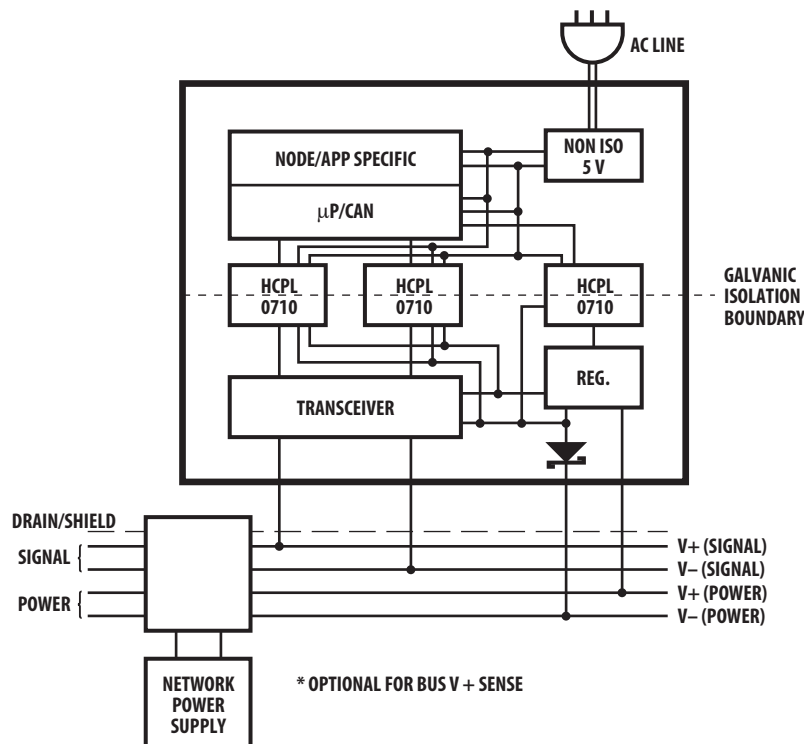 AC LINE
NODE/APP SPECIFIC
NON ISO
5 V
µP/CAN
HCPL
0710
HCPL
0710
HCPL
0710
GALVANIC
ISOLATION
BOUNDARY
TRANSCEIVER
REG.
DRAIN/SHIELD
SIGNAL
POWER
V+ (SIGNAL)
V– (SIGNAL)
V+ (POWER)
V– (POWER)
NETWORK
POWER
SUPPLY
* OPTIONAL FOR BUS V + SENSE